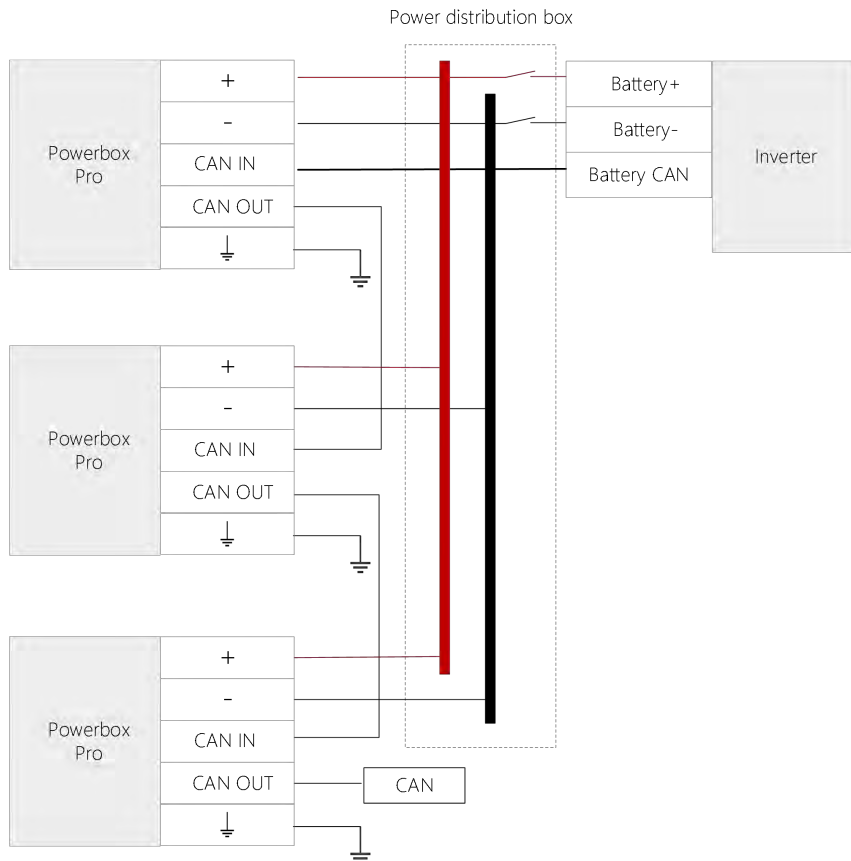 Power distribution box
Powerbox
Pro
+
-
CAN IN
CAN OUT
Battery+
Battery-
Battery CAN
Inverter
Powerbox
Pro
+
-
CAN IN
CAN OUT
Powerbox
Pro
+
-
CAN IN
CAN OUT
CAN